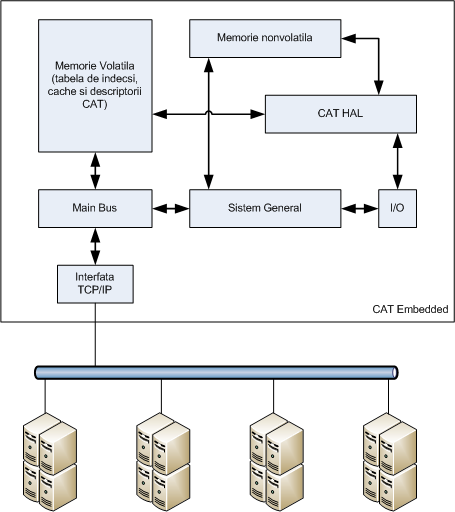 Memorie Volatila
(tabela de indecsi,
cache si descriptorii
CAT)
Memorie nonvolatila
CAT HAL
Main Bus
Sistem General
I/O
Interfata
TCP/IP
CAT Embedded